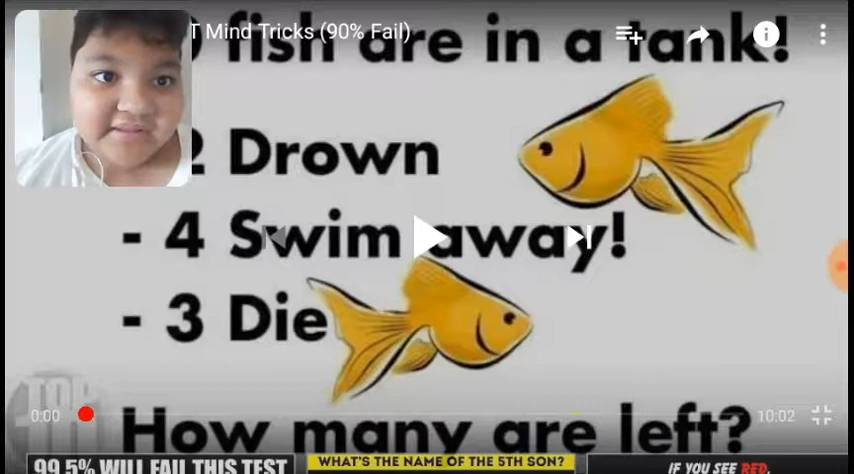 T Mind Tricks (90% Fail)
fish are in a tank!
2 Drown
- 4 Swim away!
- 3 Die
How many are left?
0:00
10:02
99.5% WILL FAIL THIS TEST
WHAT'S THE NAME OF THE 5TH SON?
IF YOU SEE RED,